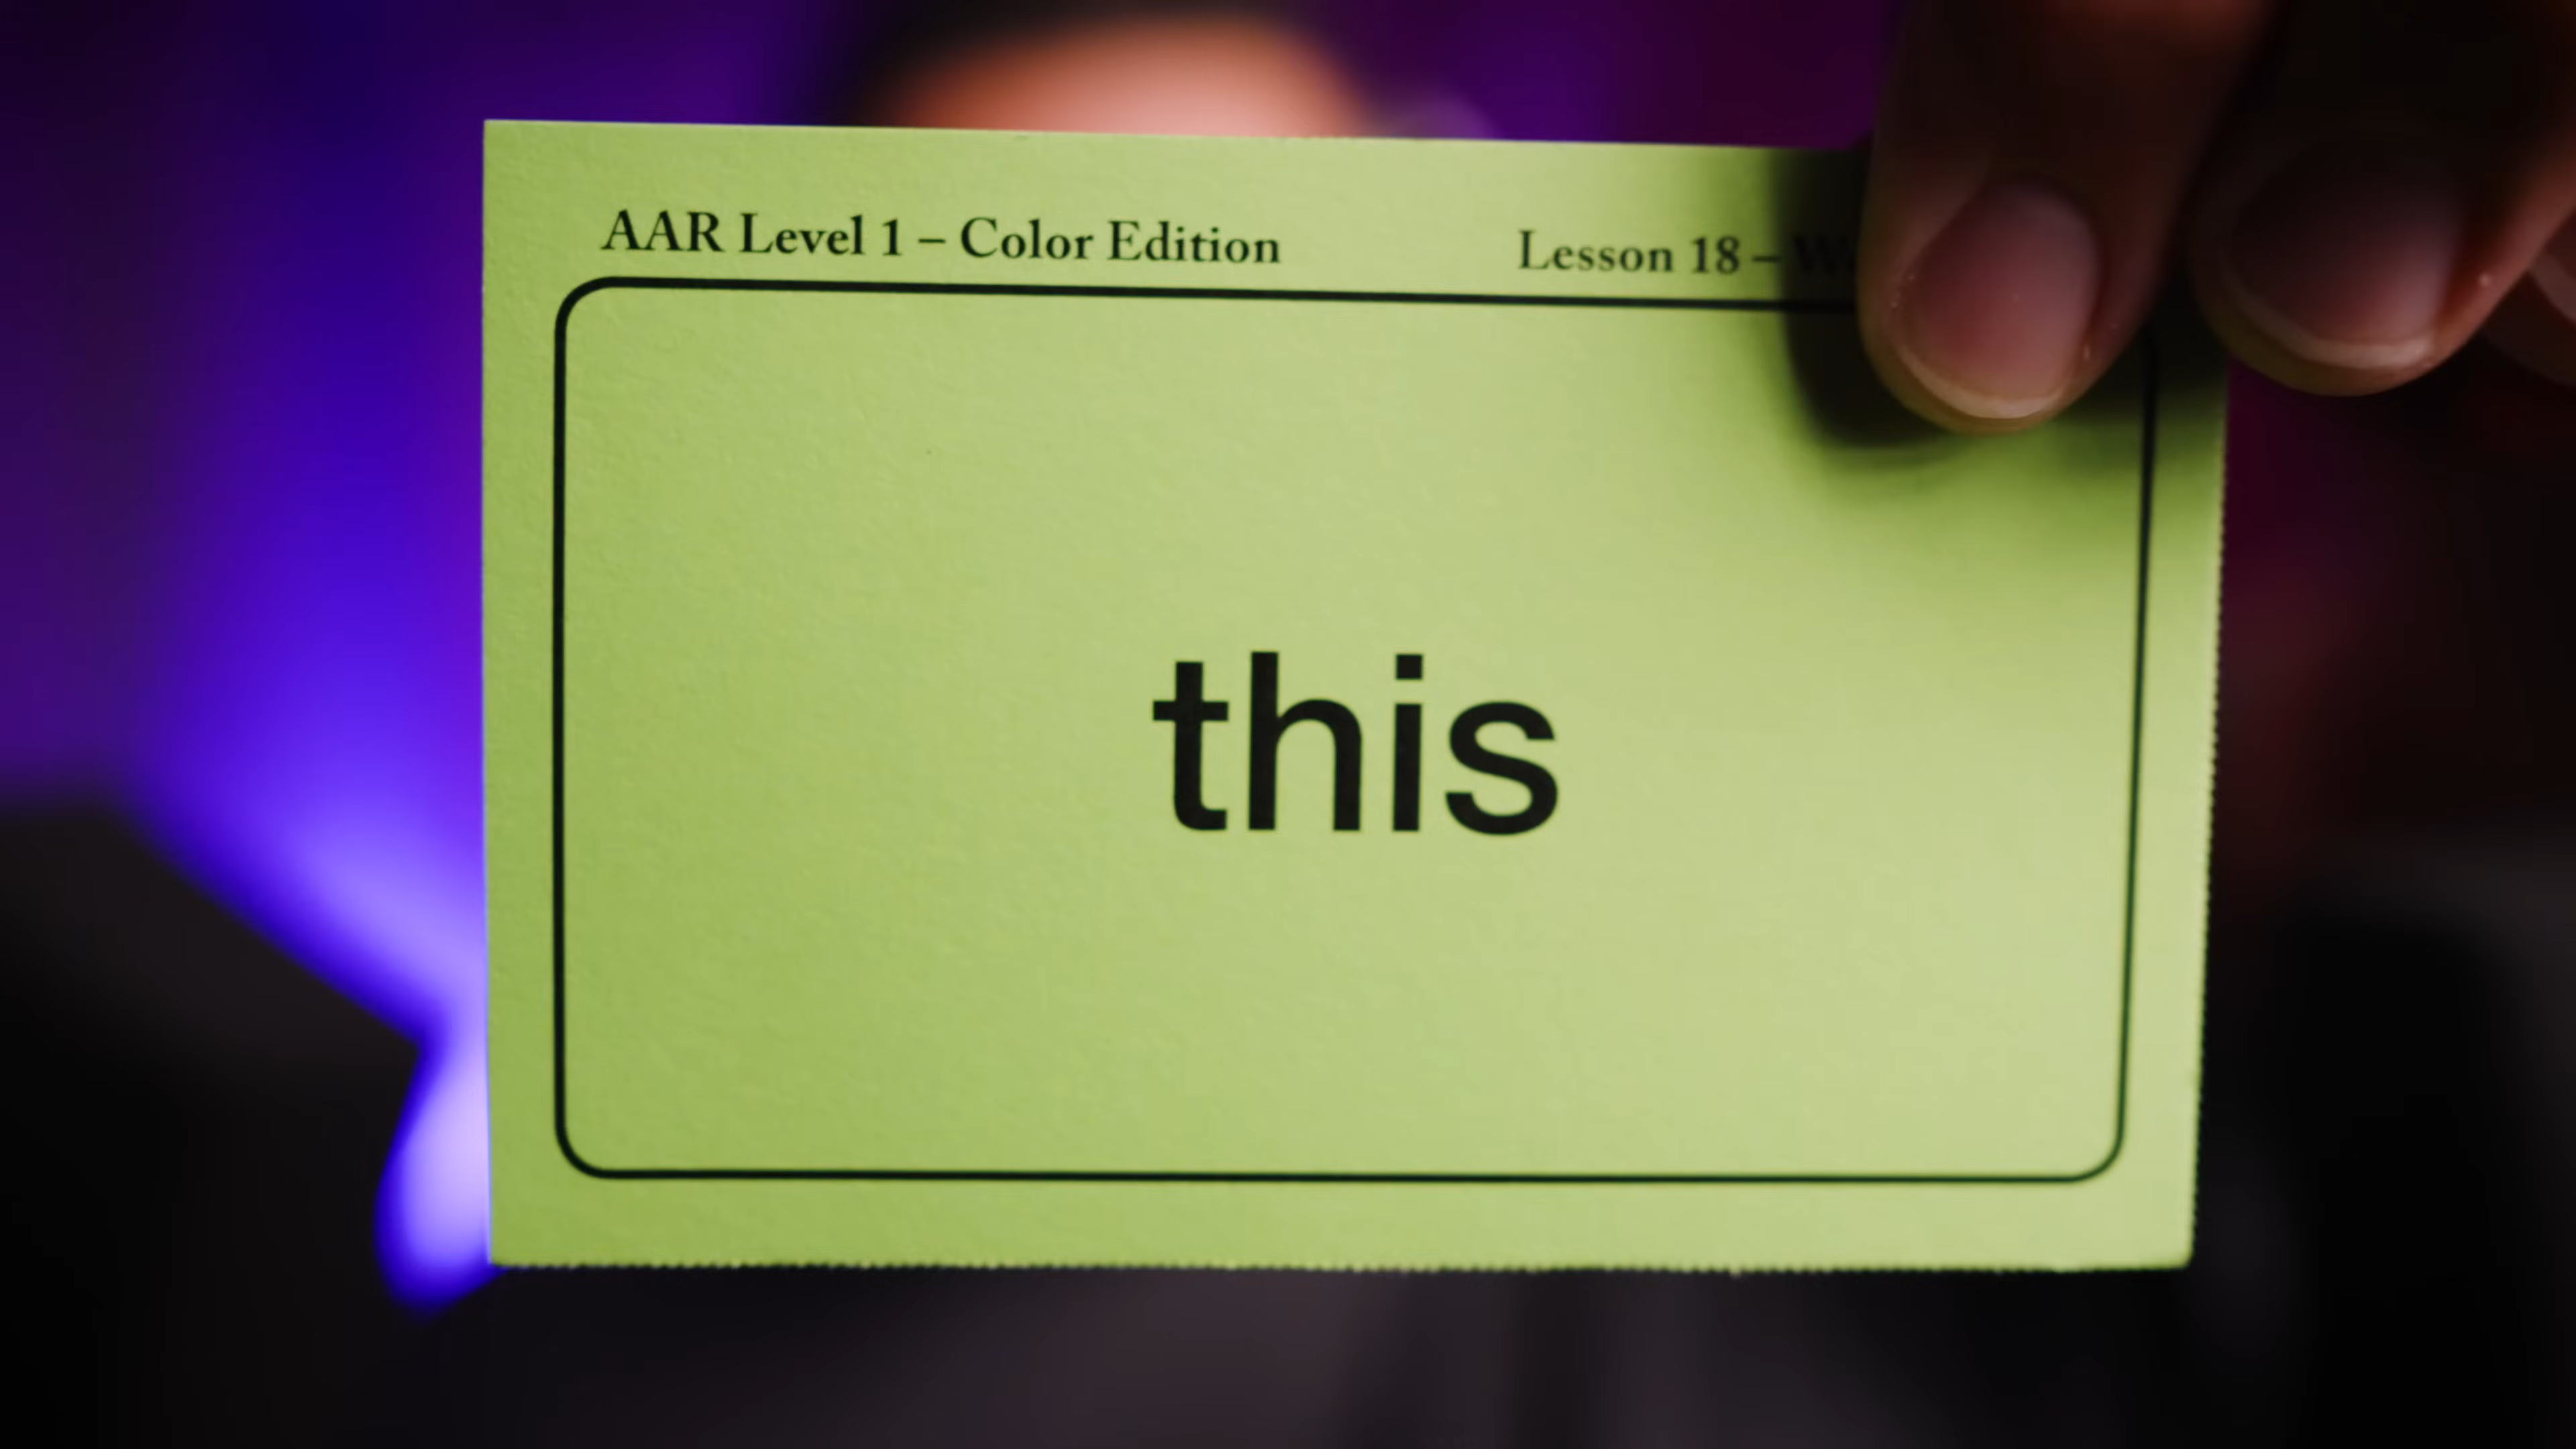 AAR Level 1 – Color Edition
Lesson 18 –
this